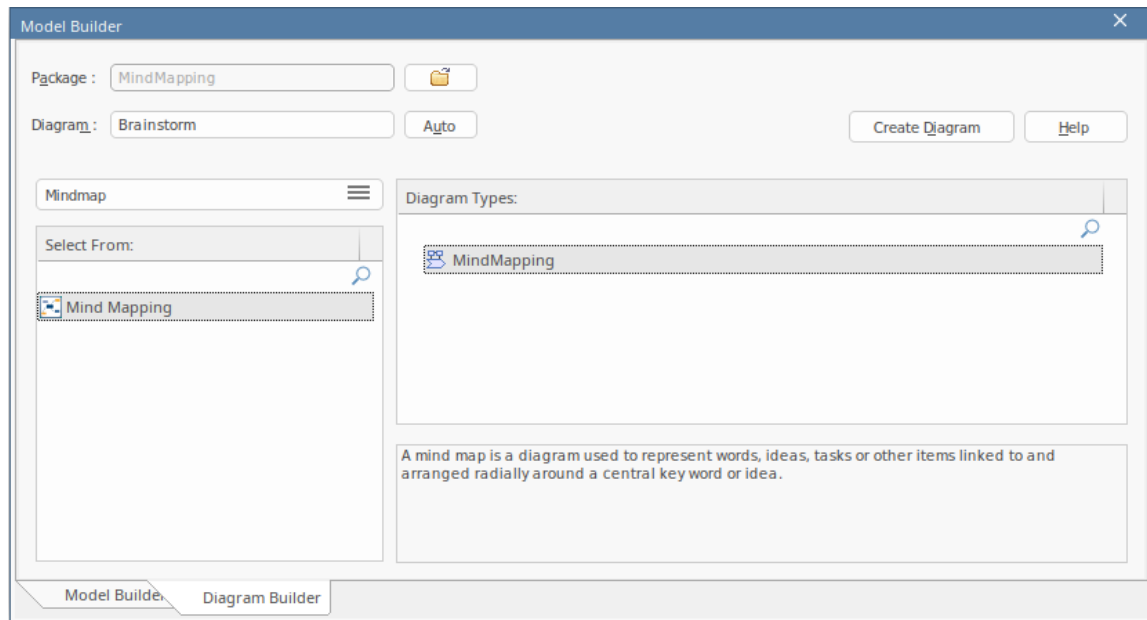 Model Builder
Package : MindMapping
Diagram : Brainstorm Auto Create Diagram Help
Mindmap
Diagram Types:
Select From:
MindMapping
Mind Mapping
A mind map is a diagram used to represent words, ideas, tasks or other items linked to and
arranged radially around a central key word or idea.
Model Builder Diagram Builder